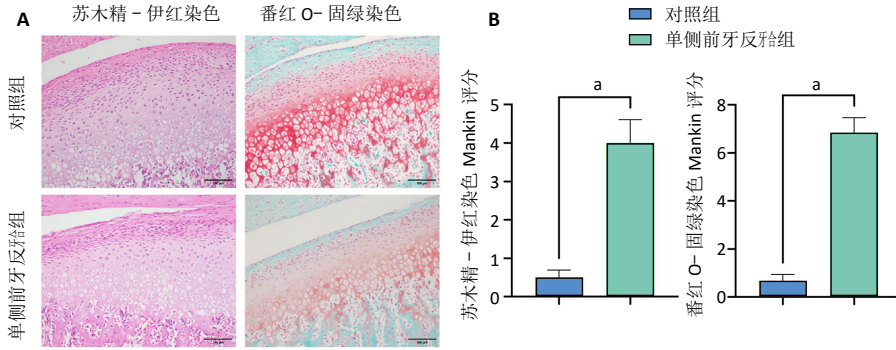 A
苏木精－伊红染色
番红 O－固绿染色
对照组
单侧前牙反𬌗组
B
对照组
单侧前牙反𬌗组
苏木精－伊红染色 Mankin 评分
5
4
3
2
1
0
a
番红 O－固绿染色 Mankin 评分
8
6
4
2
0
a